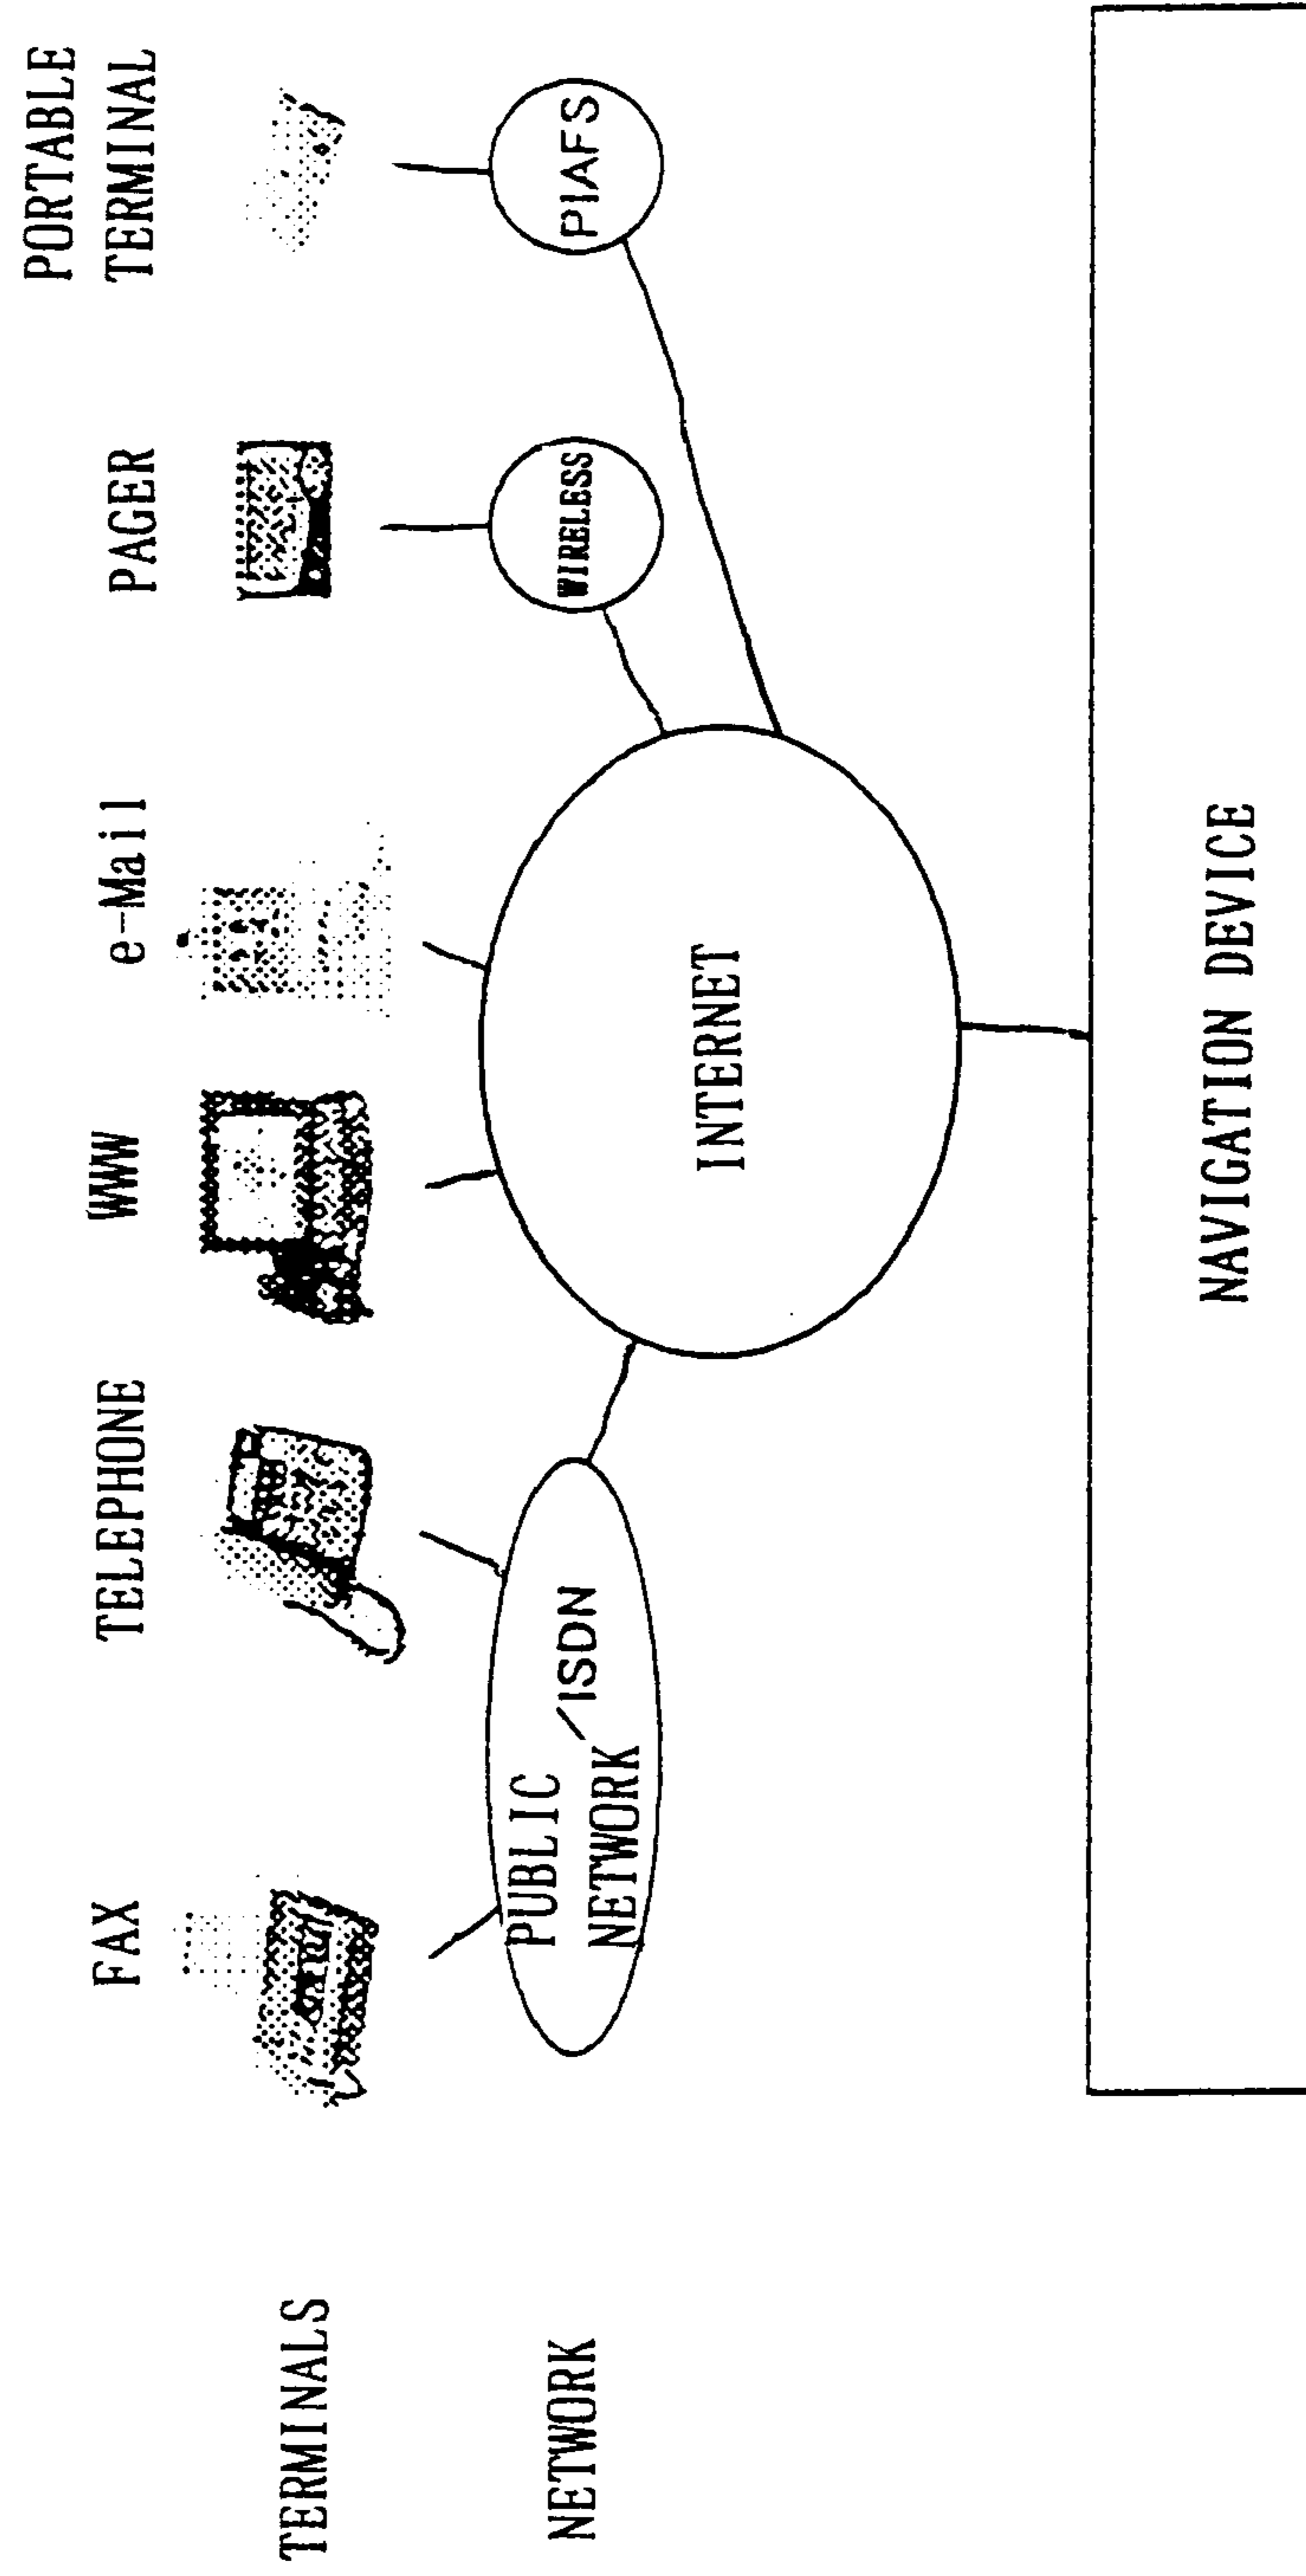 FAX
TELEPHONE
WWW
e-Mail
PAGER
PORTABLE
TERMINAL
TERMINALS
NETWORK
PUBLIC
NETWORK
/ISDN
INTERNET
WIRELESS
PIAFS
NAVIGATION DEVICE